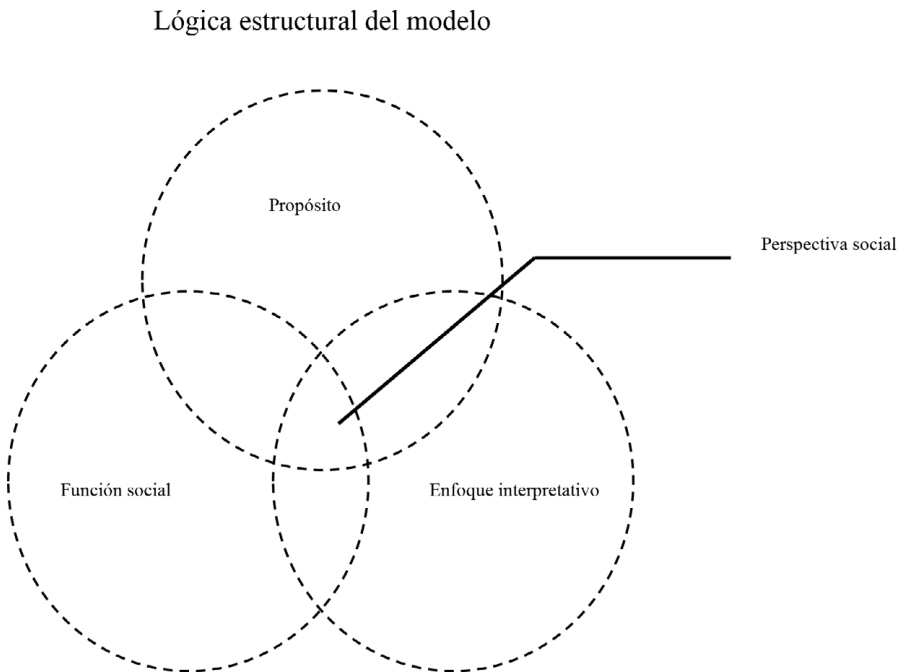 Lógica estructural del modelo
Propósito
Perspectiva social
Función social
Enfoque interpretativo